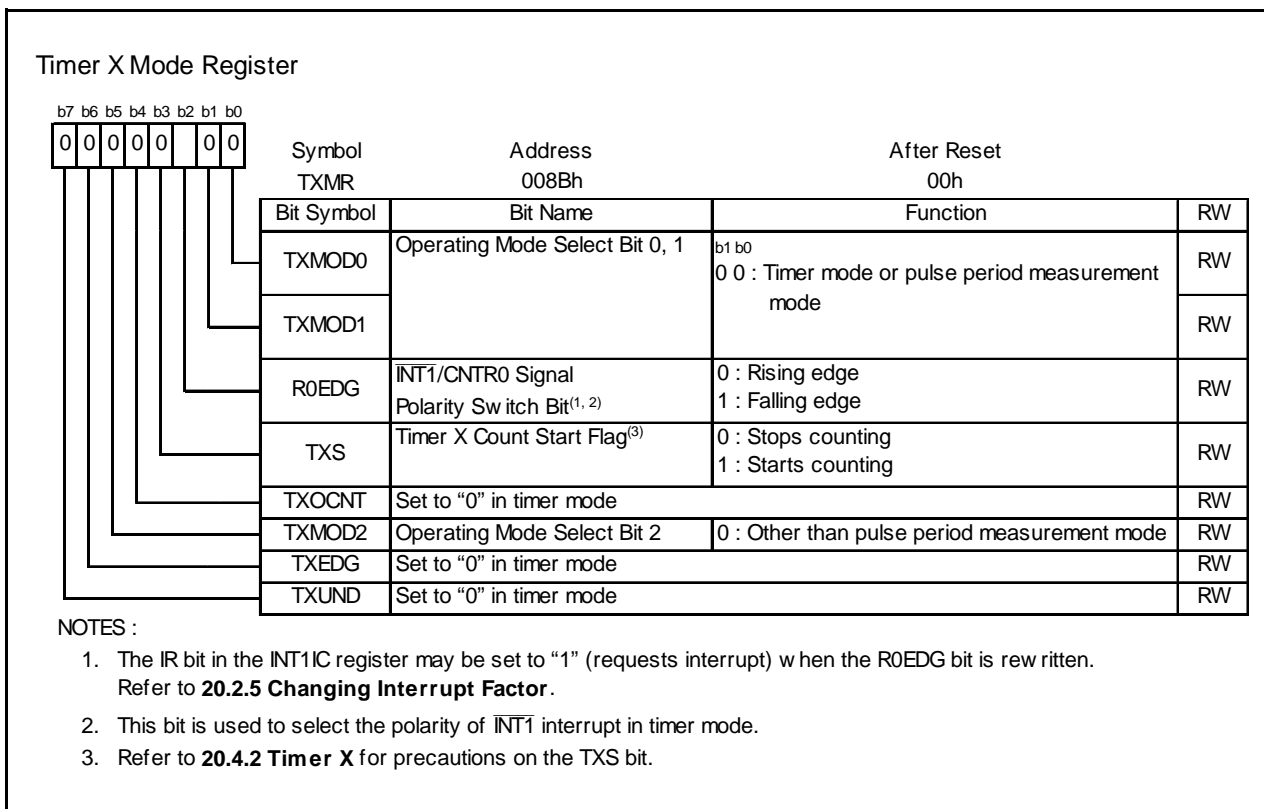 Timer X Mode Register
b7 b6 b5 b4 b3 b2 b1 b0
0 0 0 0 0 0 0
Symbol Address After Reset
TXMR 008Bh 00h
Bit Symbol Bit Name Function RW
TXMOD0 Operating Mode Select Bit 0, 1 b1 b0
0 0 : Timer mode or pulse period measurement
mode RW
TXMOD1 RW
R0EDG INT1/CNTR0 Signal
Polarity Switch Bit(1, 2) 0 : Rising edge
1 : Falling edge RW
TXS Timer X Count Start Flag(3) 0 : Stops counting
1 : Starts counting RW
TXOCNT Set to “0” in timer mode RW
TXMOD2 Operating Mode Select Bit 2 0 : Other than pulse period measurement mode RW
TXEDG Set to “0” in timer mode RW
TXUND Set to “0” in timer mode RW
NOTES :
1. The IR bit in the INT1IC register may be set to “1” (requests interrupt) when the R0EDG bit is rewritten.
Refer to 20.2.5 Changing Interrupt Factor.
2. This bit is used to select the polarity of INT1 interrupt in timer mode.
3. Refer to 20.4.2 Timer X for precautions on the TXS bit.